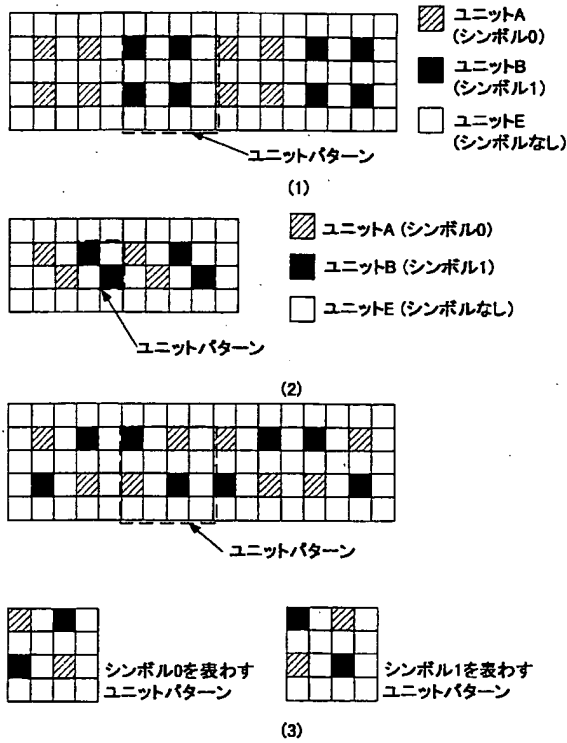 ユニットA
(シンボル0)
ユニットB
(シンボル1)
ユニットE
(シンボルなし)
ユニットパターン
(1)
ユニットA (シンボル0)
ユニットB (シンボル1)
ユニットE (シンボルなし)
ユニットパターン
(2)
ユニットパターン
シンボル0を表わす
ユニットパターン
シンボル1を表わす
ユニットパターン
(3)